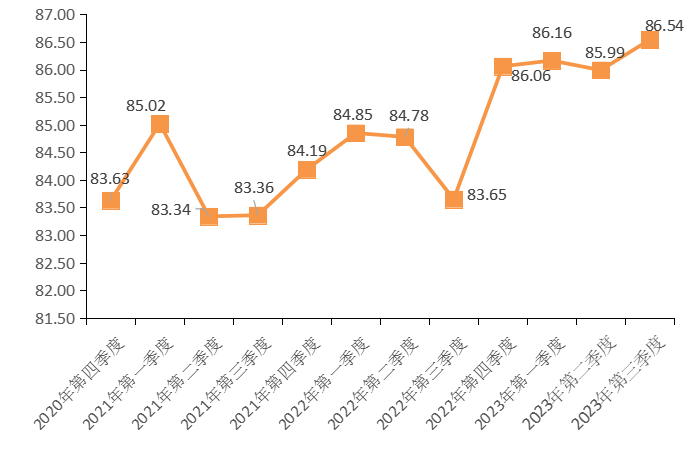 87.00
86.50
86.00
85.50
85.00
84.50
84.00
83.50
83.00
82.50
82.00
81.50
83.63
85.02
83.34
83.36
84.19
84.85
84.78
83.65
86.06
86.16
85.99
86.54
2020年第四季度
2021年第一季度
2021年第二季度
2021年第三季度
2021年第四季度
2022年第一季度
2022年第二季度
2022年第三季度
2022年第四季度
2023年第一季度
2023年第二季度
2023年第三季度